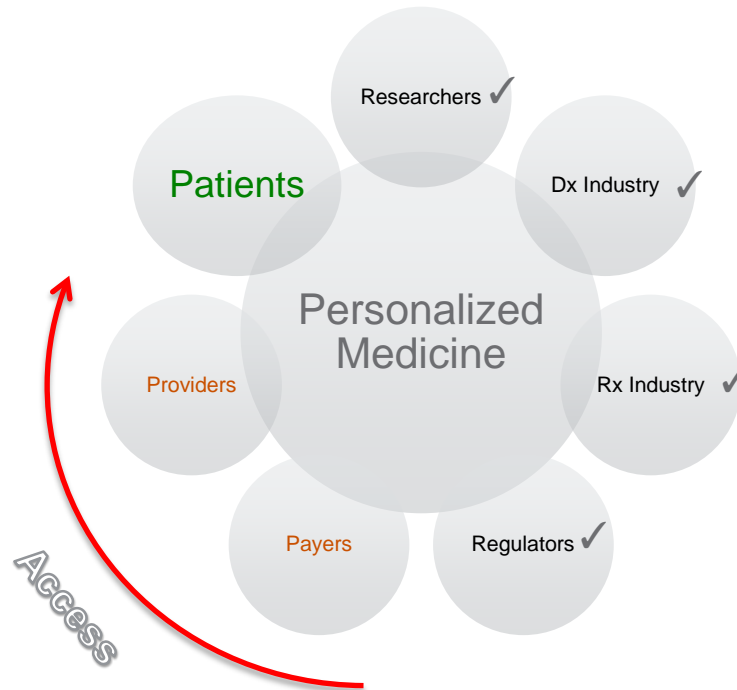 Researchers ✓
Patients
Dx Industry ✓
Personalized
Medicine
Providers
Rx Industry ✓
Payers
Regulators ✓
Access